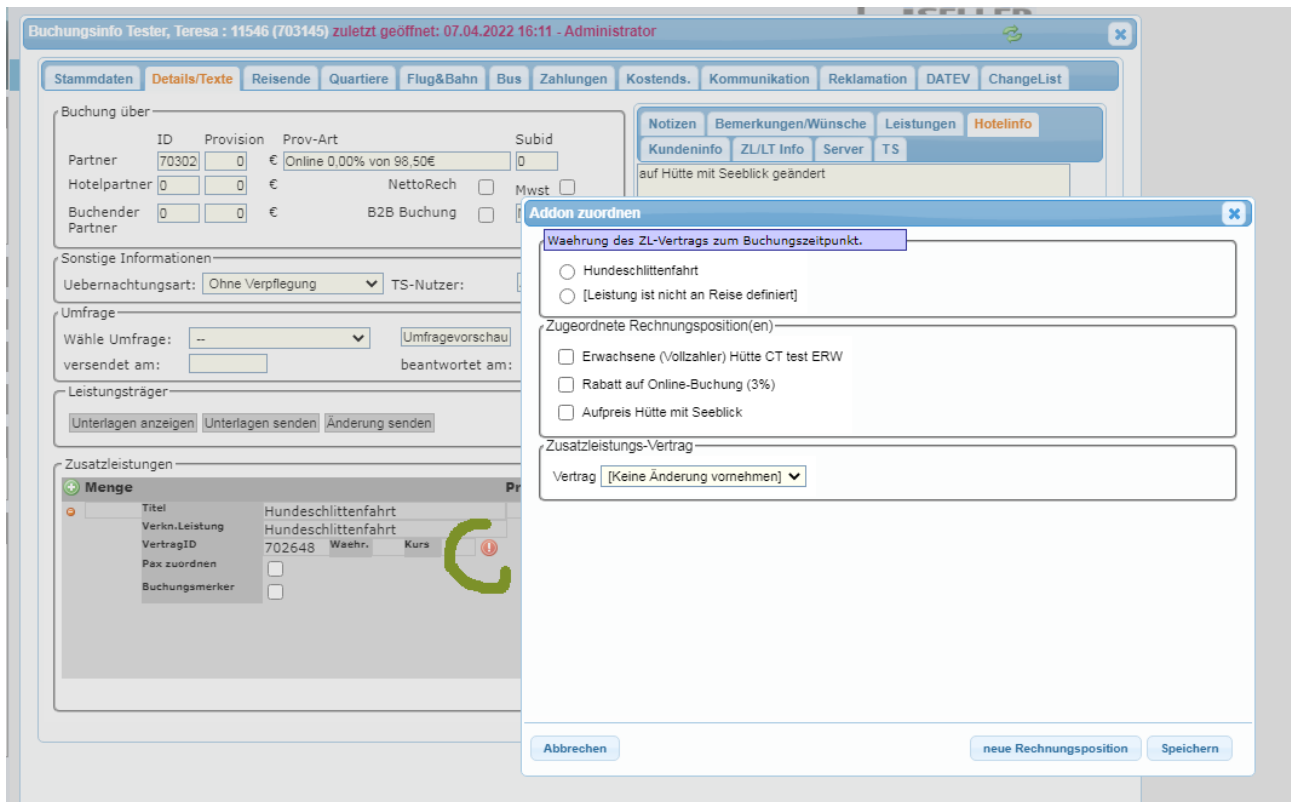 Buchungsinfo Tester, Teresa : 11546 (703145) zuletzt geöffnet: 07.04.2022 16:11 - Administrator
Stammdaten Details/Texte Reisende Quartiere Flug&Bahn Bus Zahlungen Kostends. Kommunikation Reklamation DATEV ChangeList
Buchung über
ID Provision Prov-Art Subid
Partner 70302 0 € Online 0,00% von 98,50€ 0
Hotelpartner 0 0 € NettoRech Mwst
Buchender Partner 0 0 € B2B Buchung
Sonstige Informationen
Uebernachtungsart: Ohne Verpflegung TS-Nutzer:
Umfrage
Wähle Umfrage: -- Umfragevorschau
versendet am: beantwortet am:
Leistungsträger
Unterlagen anzeigen Unterlagen senden Änderung senden
Zusatzleistungen
Menge Pr
Titel Hundeschlittenfahrt
Verkn.Leistung Hundeschlittenfahrt
VertragID 702648 Waehr. Kurs
Pax zuordnen
Buchungsmerker
Notizen Bemerkungen/Wünsche Leistungen Hotelinfo
Kundeninfo ZL/LT Info Server TS
auf Hütte mit Seeblick geändert
Addon zuordnen
Waehrung des ZL-Vertrags zum Buchungszeitpunkt.
Hundeschlittenfahrt
[Leistung ist nicht an Reise definiert]
Zugeordnete Rechnungsposition(en)
Erwachsene (Vollzahler) Hütte CT test ERW
Rabatt auf Online-Buchung (3%)
Aufpreis Hütte mit Seeblick
Zusatzleistungs-Vertrag
Vertrag [Keine Änderung vornehmen]
Abbrechen neue Rechnungsposition Speichern